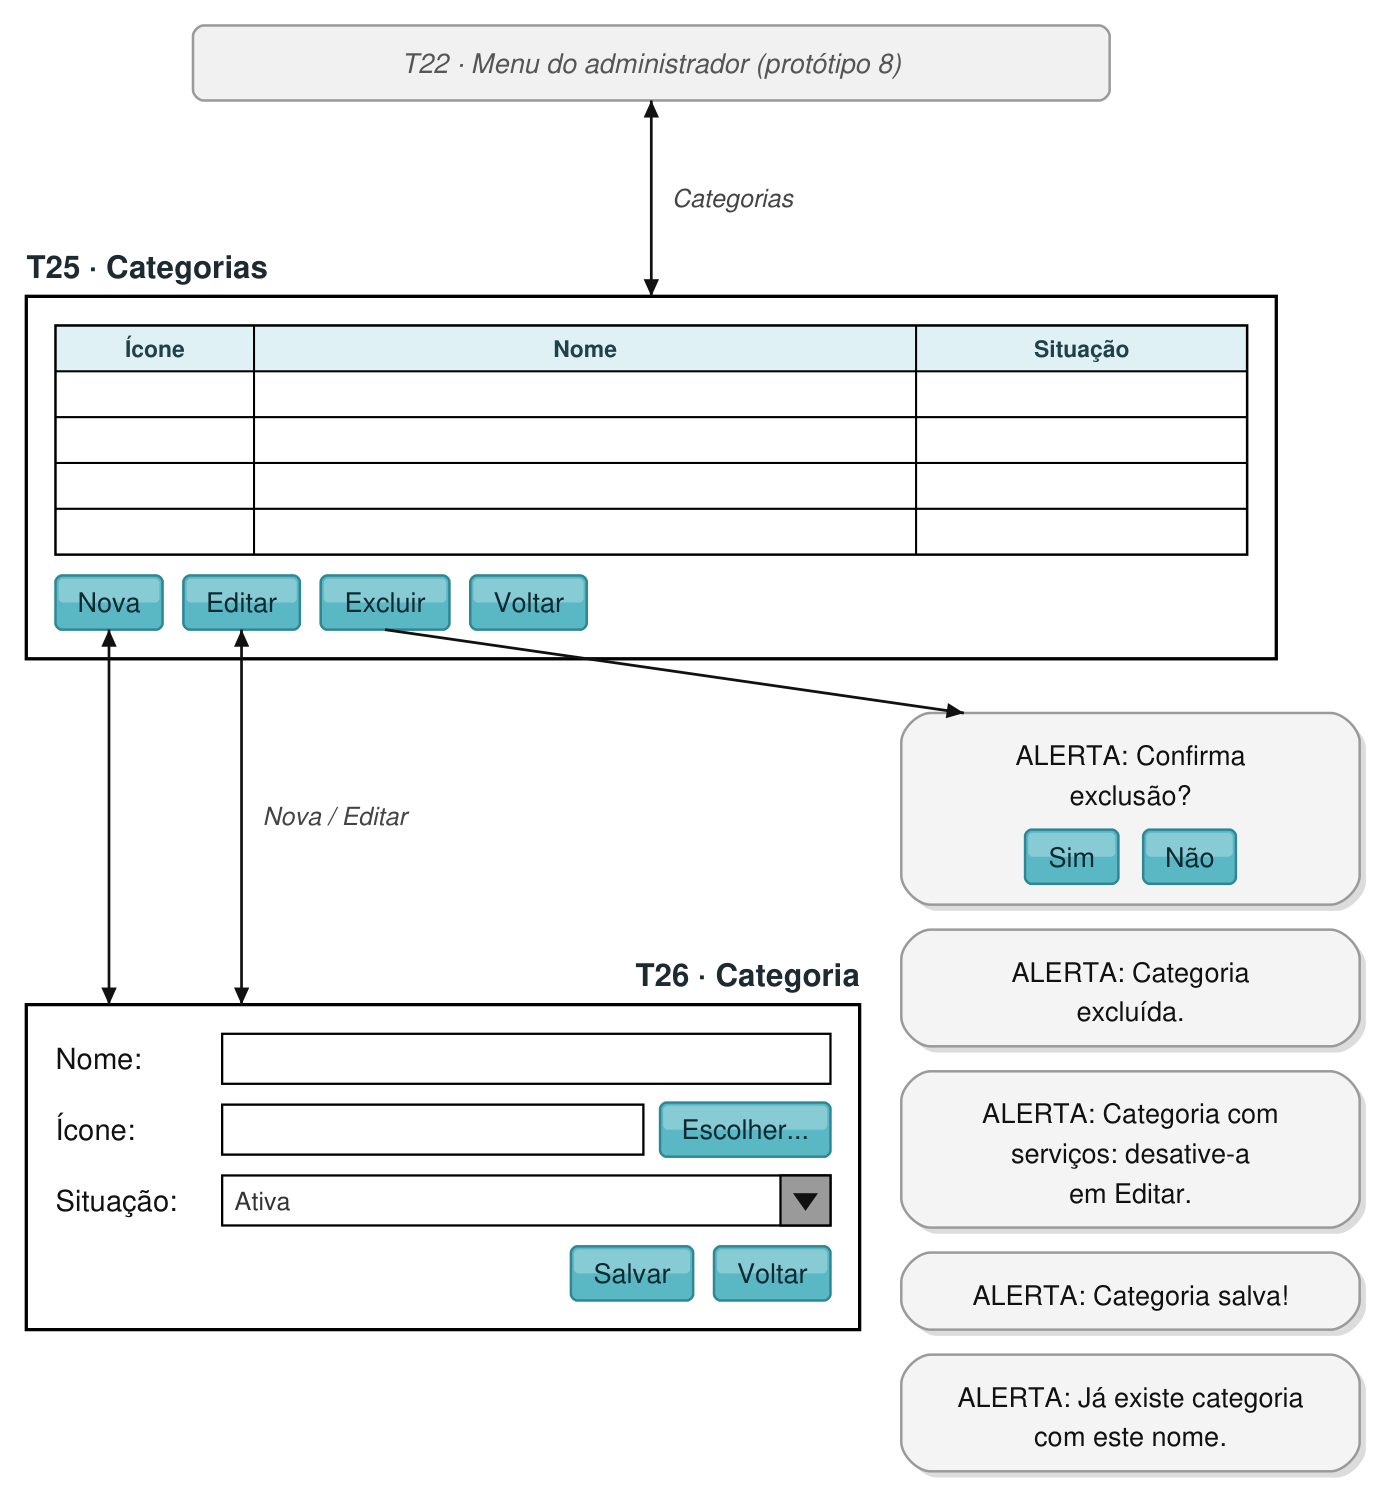 T22 · Menu do administrador (protótipo 8)
Categorias
T25 · Categorias
Ícone Nome Situação
Nova Editar Excluir Voltar
ALERTA: Confirma
exclusão?
Sim Não
Nova / Editar
ALERTA: Categoria
excluída.
T26 · Categoria
Nome:
Ícone: Escolher...
Situação: Ativa
Salvar Voltar
ALERTA: Categoria com
serviços: desative-a
em Editar.
ALERTA: Categoria salva!
ALERTA: Já existe categoria
com este nome.